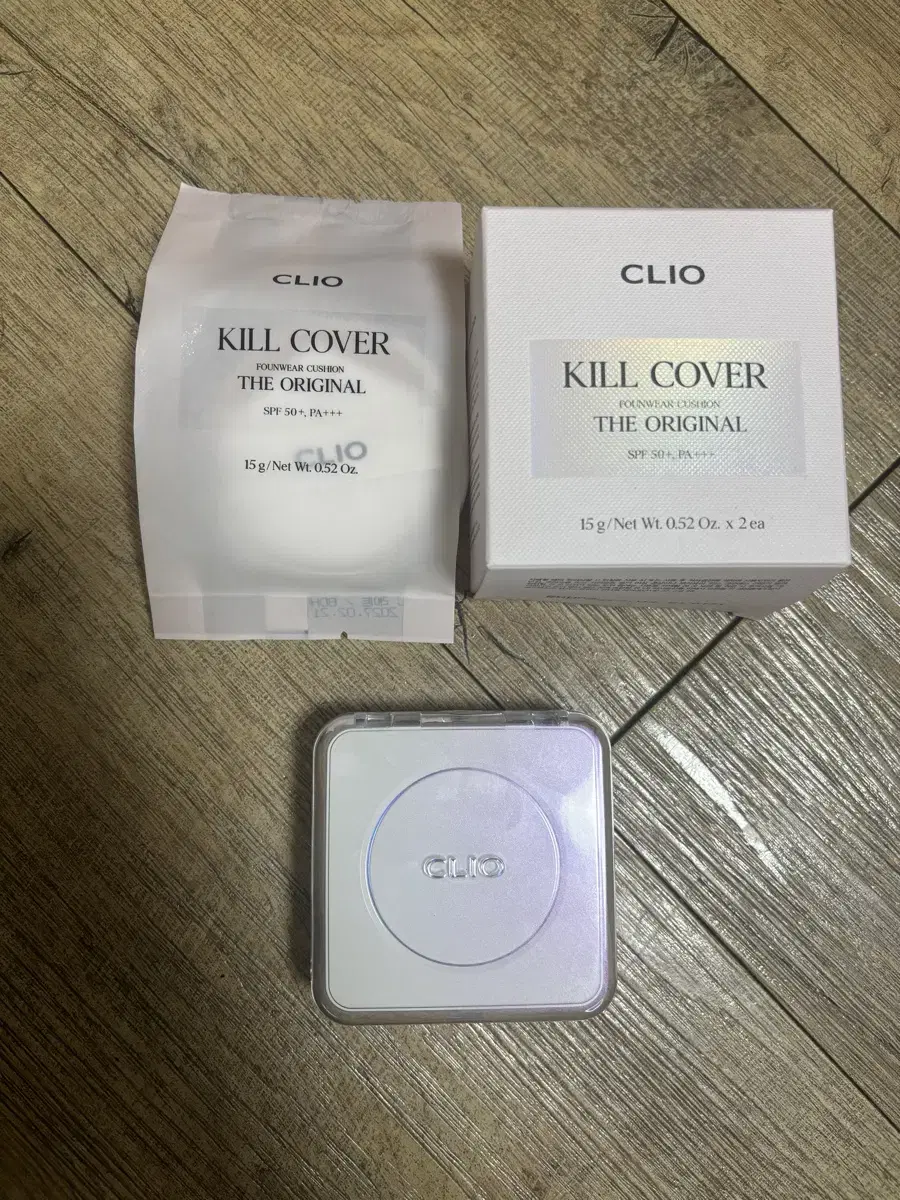 CLIO
KILL COVER
FOUNWEAR CUSHION
THE ORIGINAL
SPF 50+, PA+++
CLIO
15 g/Net Wt. 0.52 Oz.
CLIO
KILL COVER
FOUNWEAR CUSHION
THE ORIGINAL
SPF 50+, PA+++
15 g/Net Wt. 0.52 Oz. x 2 ea
CLIO